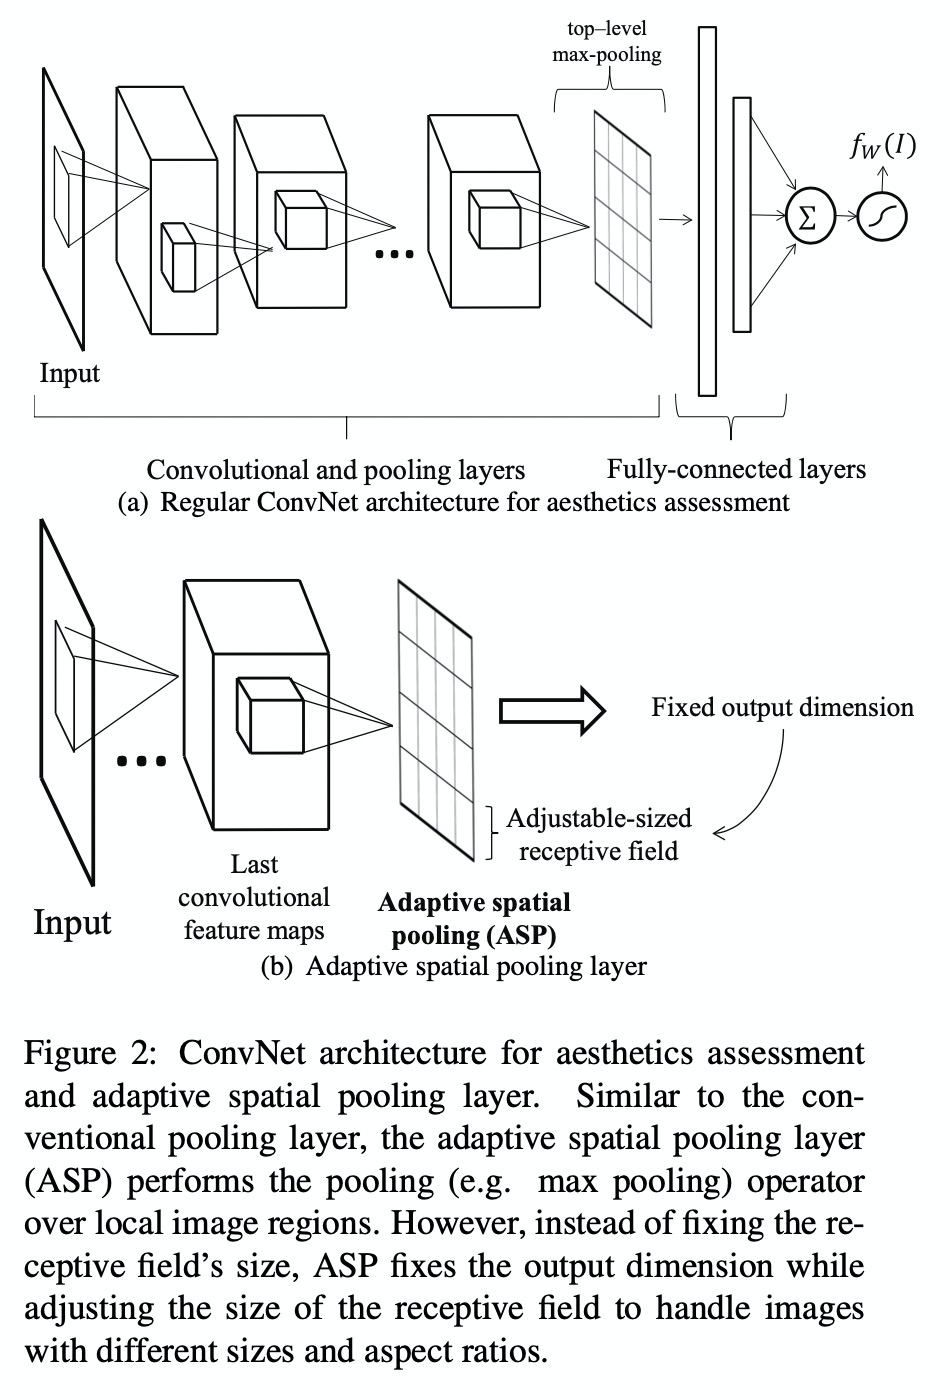 top–level
max-pooling
f_W(I)
Σ
Input
Convolutional and pooling layers
Fully-connected layers
(a) Regular ConvNet architecture for aesthetics assessment
Fixed output dimension
Adjustable-sized
receptive field
Last
convolutional
feature maps
Input
Adaptive spatial
pooling (ASP)
(b) Adaptive spatial pooling layer
Figure 2: ConvNet architecture for aesthetics assessment
and adaptive spatial pooling layer. Similar to the con-
ventional pooling layer, the adaptive spatial pooling layer
(ASP) performs the pooling (e.g. max pooling) operator
over local image regions. However, instead of fixing the re-
ceptive field's size, ASP fixes the output dimension while
adjusting the size of the receptive field to handle images
with different sizes and aspect ratios.